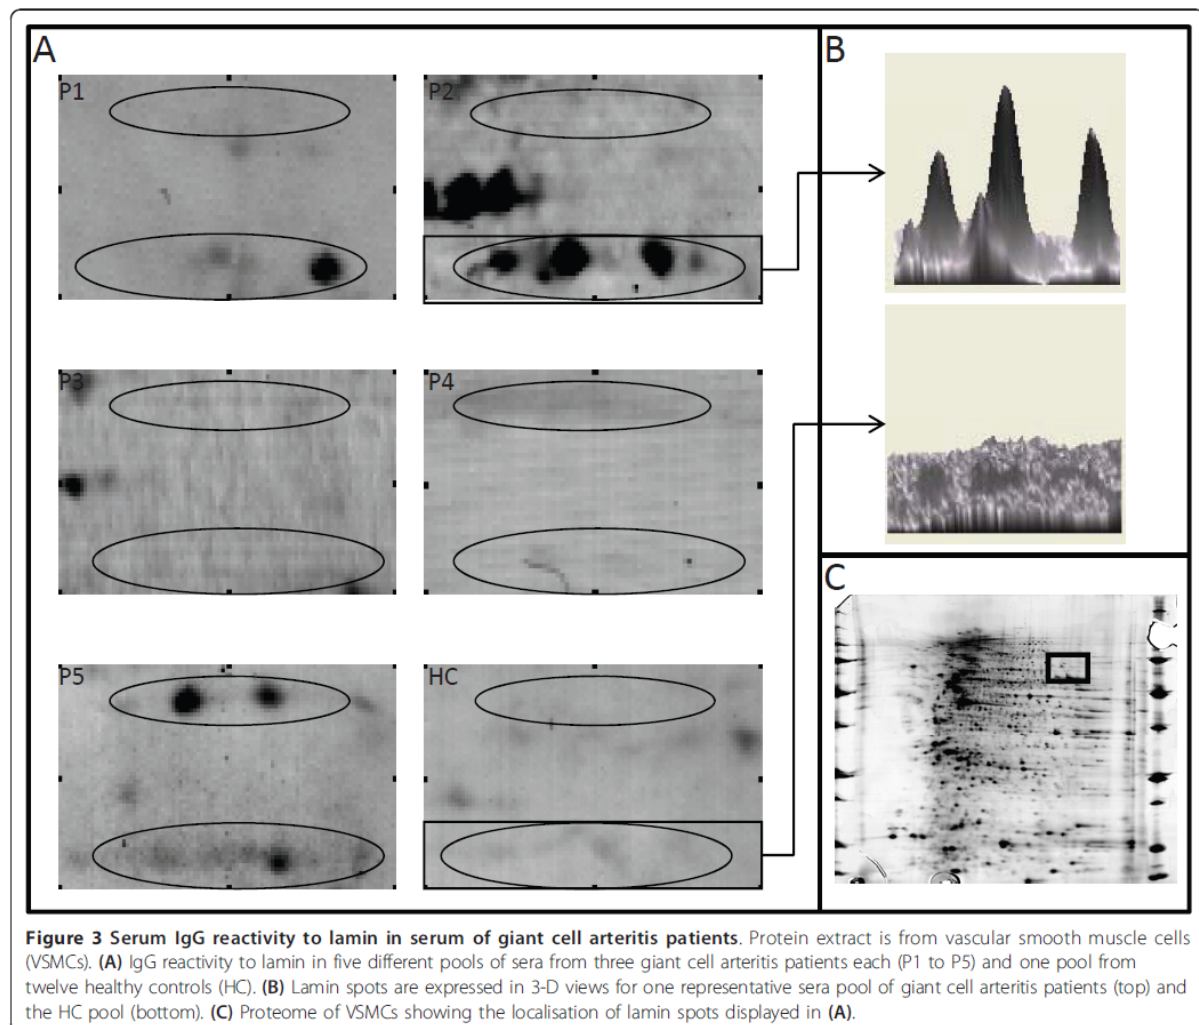 A
B
P1
P2
P3
P4
C
P5
HC
Figure 3 Serum IgG reactivity to lamin in serum of giant cell arteritis patients. Protein extract is from vascular smooth muscle cells
(VSMCs). (A) IgG reactivity to lamin in five different pools of sera from three giant cell arteritis patients each (P1 to P5) and one pool from
twelve healthy controls (HC). (B) Lamin spots are expressed in 3-D views for one representative sera pool of giant cell arteritis patients (top) and
the HC pool (bottom). (C) Proteome of VSMCs showing the localisation of lamin spots displayed in (A).